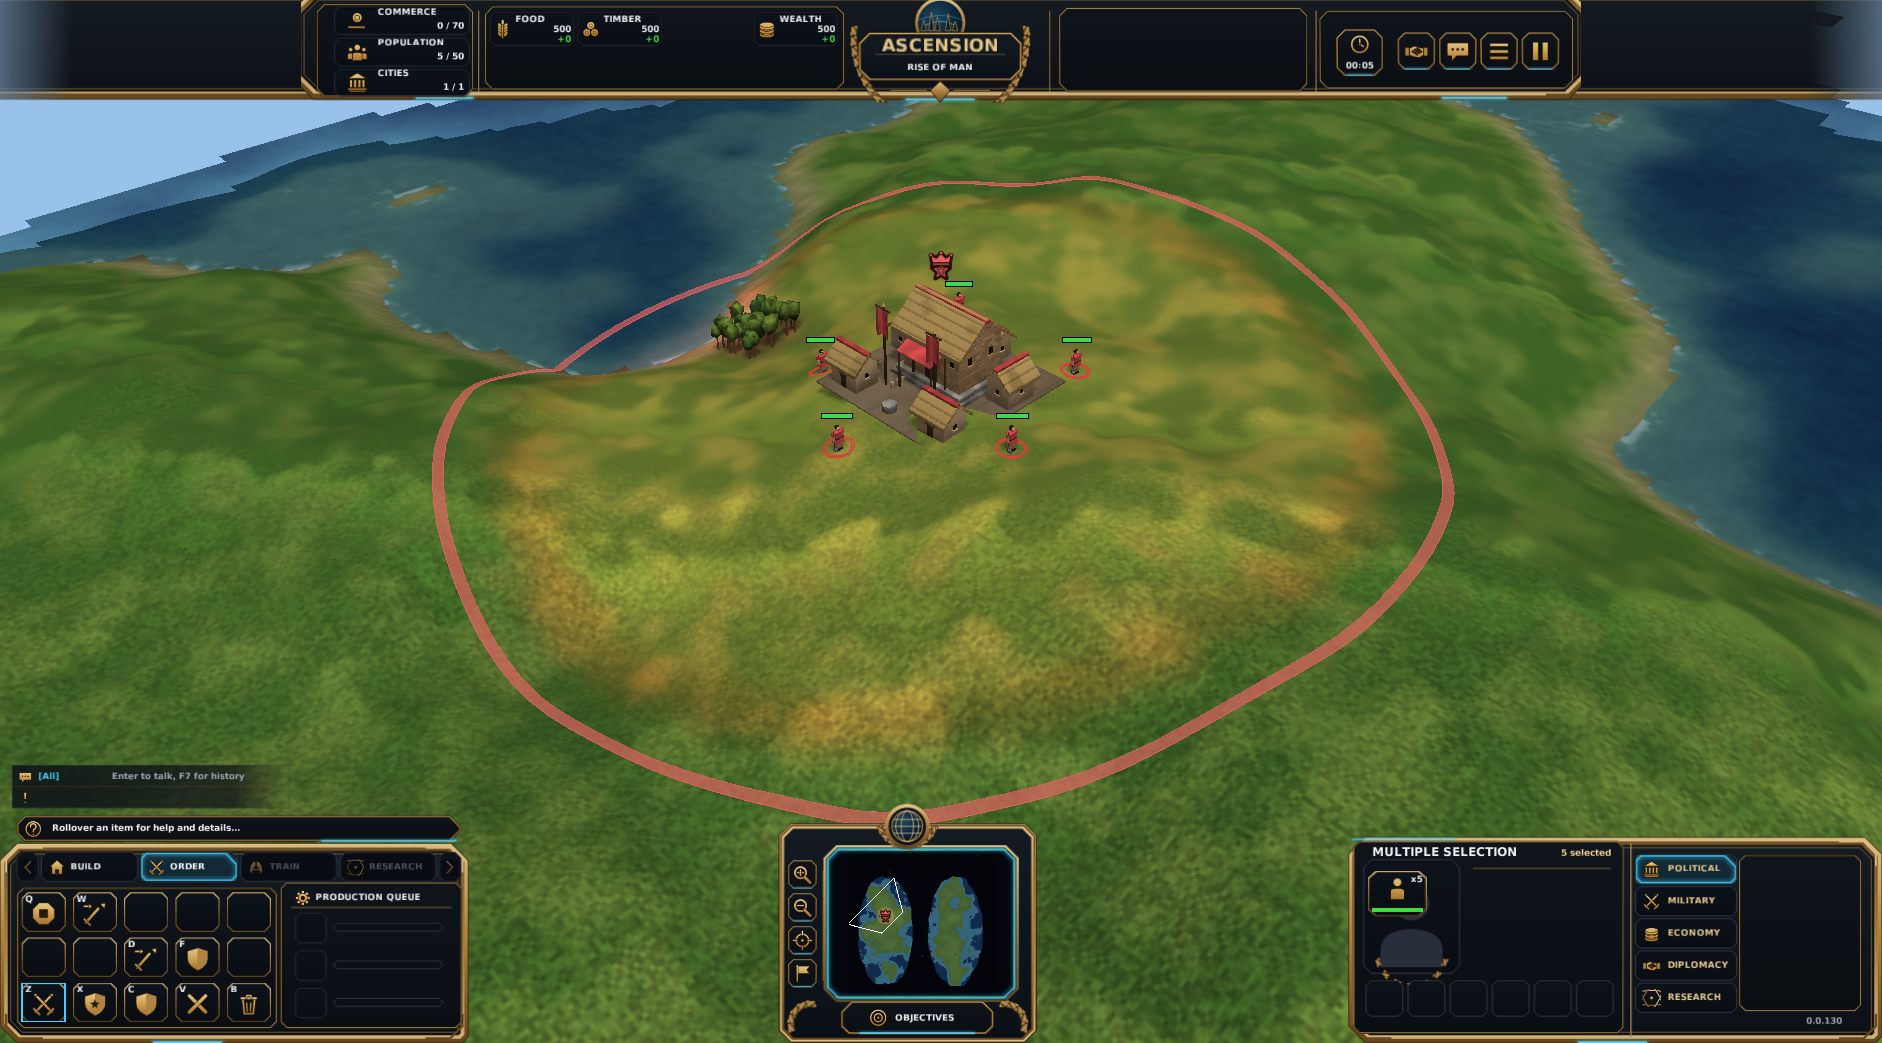 COMMERCE
0 / 70
POPULATION
5 / 50
CITIES
1 / 1
FOOD
500
+0
TIMBER
500
+0
WEALTH
500
+0
ASCENSION
RISE OF MAN
00:05
[All] Enter to talk, F7 for history
!
? Rollover an item for help and details...
BUILD
ORDER
TRAIN
RESEARCH
Q
W
D
F
Z
X
C
V
B
PRODUCTION QUEUE
OBJECTIVES
MULTIPLE SELECTION
5 selected
x5
POLITICAL
MILITARY
ECONOMY
DIPLOMACY
RESEARCH
0.0.130